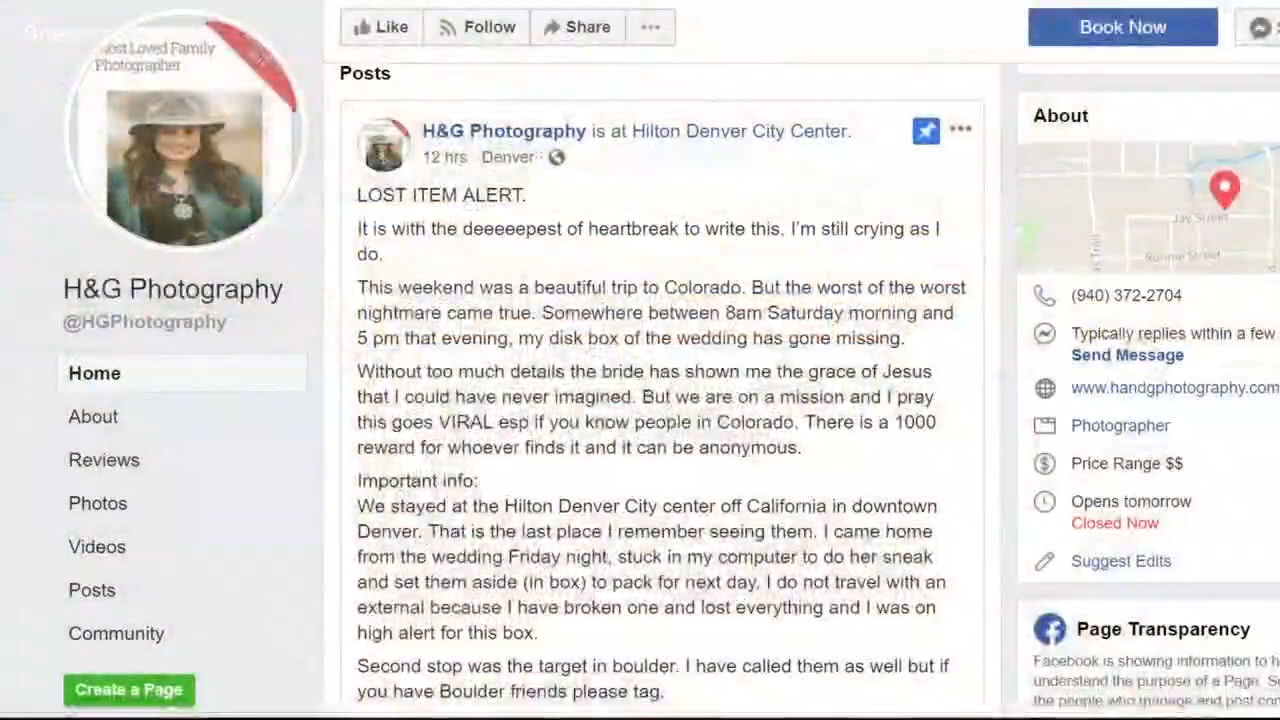 Most Loved Family
Photographer
H&G Photography
@HGPhotography
Home
About
Reviews
Photos
Videos
Posts
Community
Create a Page
Like
Follow
Share
Book Now
Posts
H&G Photography is at Hilton Denver City Center.
12 hrs Denver
LOST ITEM ALERT.
It is with the deeeeepest of heartbreak to write this, I'm still crying as I
do.
This weekend was a beautiful trip to Colorado. But the worst of the worst
nightmare came true. Somewhere between 8am Saturday morning and
5 pm that evening, my disk box of the wedding has gone missing.
Without too much details the bride has shown me the grace of Jesus
that I could have never imagined. But we are on a mission and I pray
this goes VIRAL esp if you know people in Colorado. There is a 1000
reward for whoever finds it and it can be anonymous.
Important info:
We stayed at the Hilton Denver City center off California in downtown
Denver. That is the last place I remember seeing them. I came home
from the wedding Friday night, stuck in my computer to do her sneak
and set them aside (in box) to pack for next day. I do not travel with an
external because I have broken one and lost everything and I was on
high alert for this box.
Second stop was the target in boulder. I have called them as well but if
you have Boulder friends please tag.
About
Jay Street
Street
(940) 372-2704
Typically replies within a few
Send Message
www.handgphotography.com
Photographer
Price Range $$
Opens tomorrow
Closed Now
Suggest Edits
Page Transparency
Facebook is showing information to h
understand the purpose of a Page. Se
the people who manage and post con